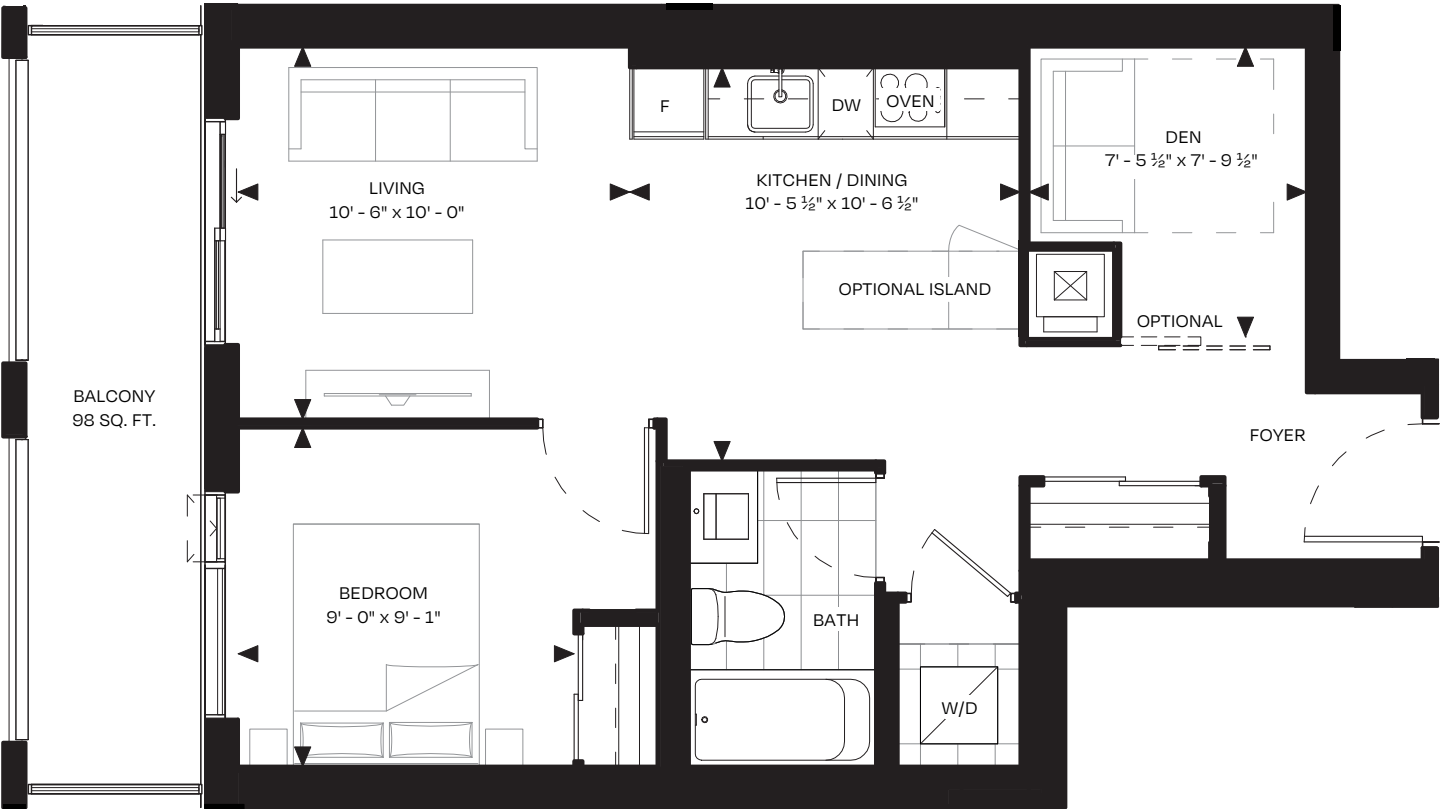 BALCONY
98 SQ. FT.
LIVING
10' - 6" x 10' - 0"
F
DW
OVEN
KITCHEN / DINING
10' - 5 ½" x 10' - 6 ½"
DEN
7' - 5 ½" x 7' - 9 ½"
OPTIONAL ISLAND
OPTIONAL
FOYER
BEDROOM
9' - 0" x 9' - 1"
BATH
W/D